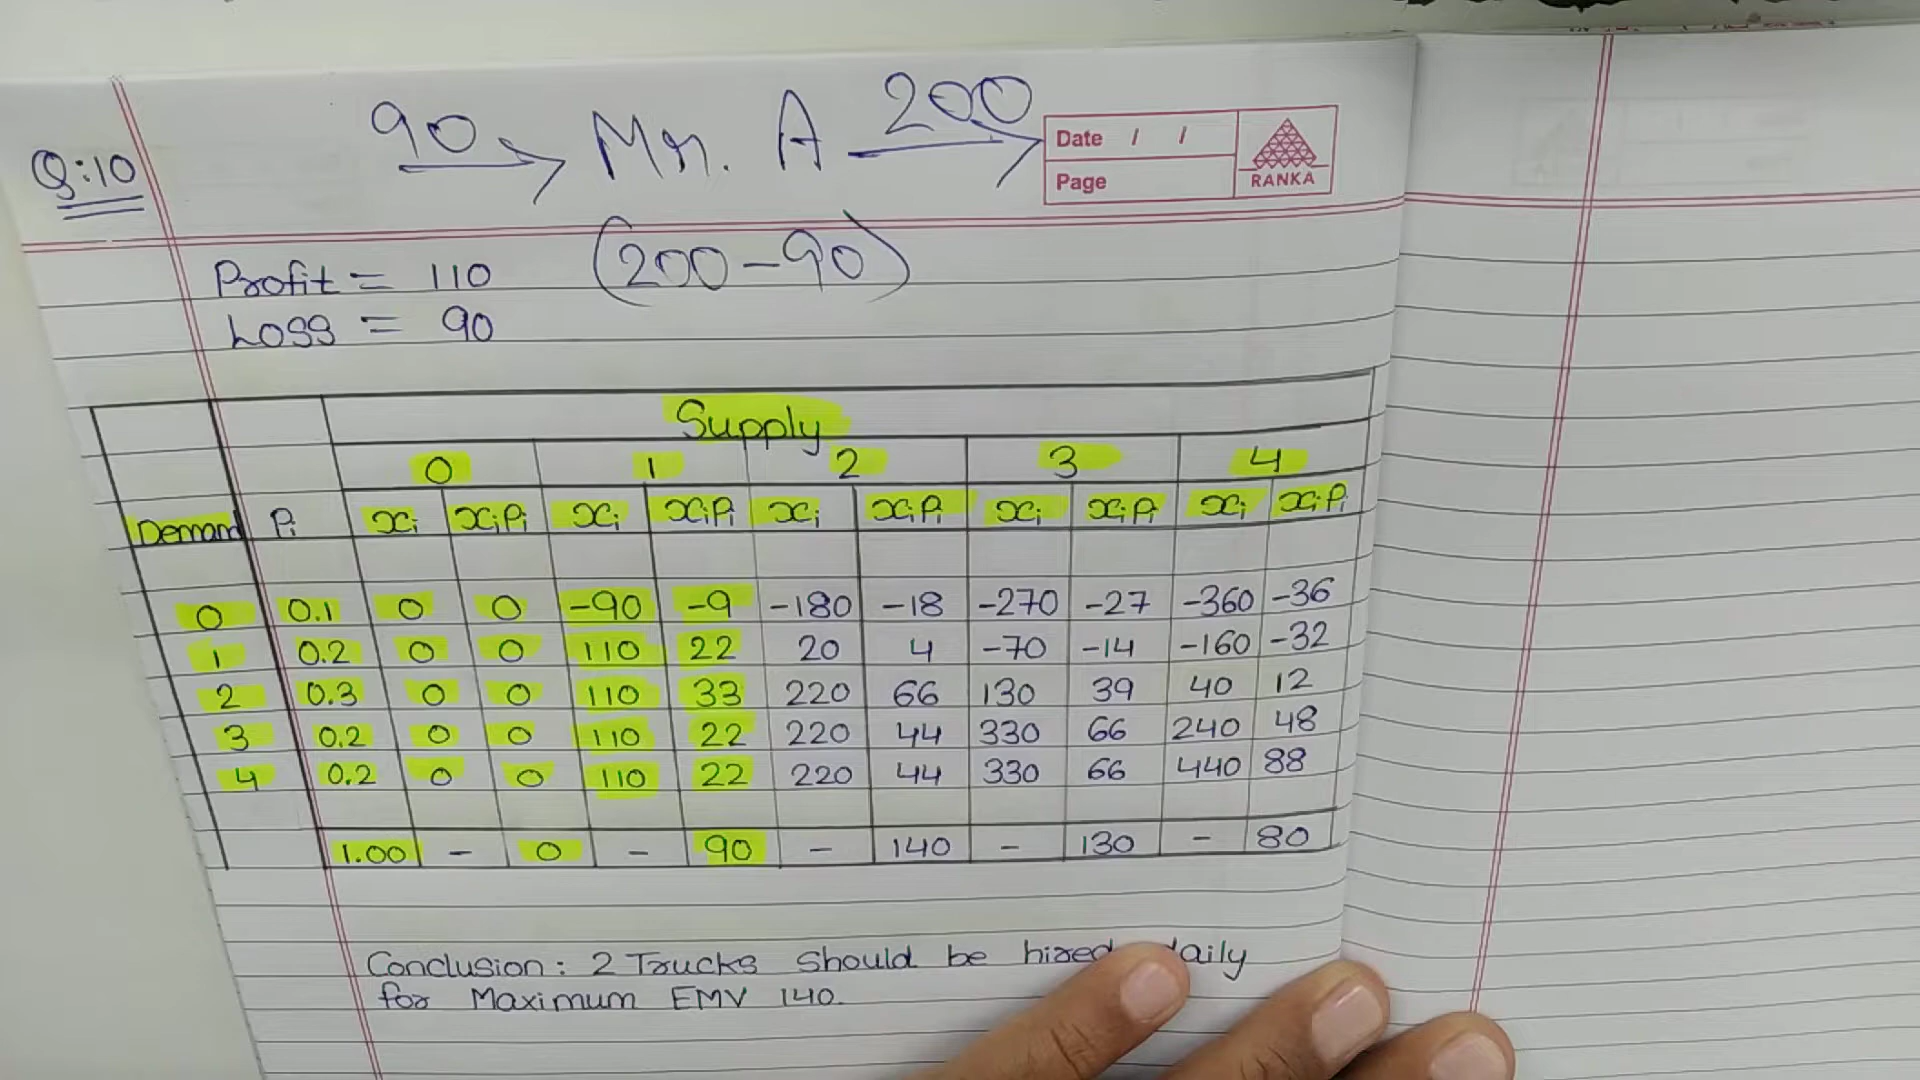 90 Mr. A 200
Q:10
Date / /
Page
RANKA
Profit = 110 (200-90)
Loss = 90
Supply
0 1 2 3 4
Demand Pi xi xiPi xi xiPi xi xiPi xi xiPi xi xiPi
0 0.1 0 0 -90 -9 -180 -18 -270 -27 -360 -36
1 0.2 0 0 110 22 20 4 -70 -14 -160 -32
2 0.3 0 0 110 33 220 66 130 39 40 12
3 0.2 0 0 110 22 220 44 330 66 240 48
4 0.2 0 0 110 22 220 44 330 66 440 88
1.00 - 0 - 90 - 140 - 130 - 80
Conclusion: 2 Trucks should be hired daily
for Maximum EMV 140.